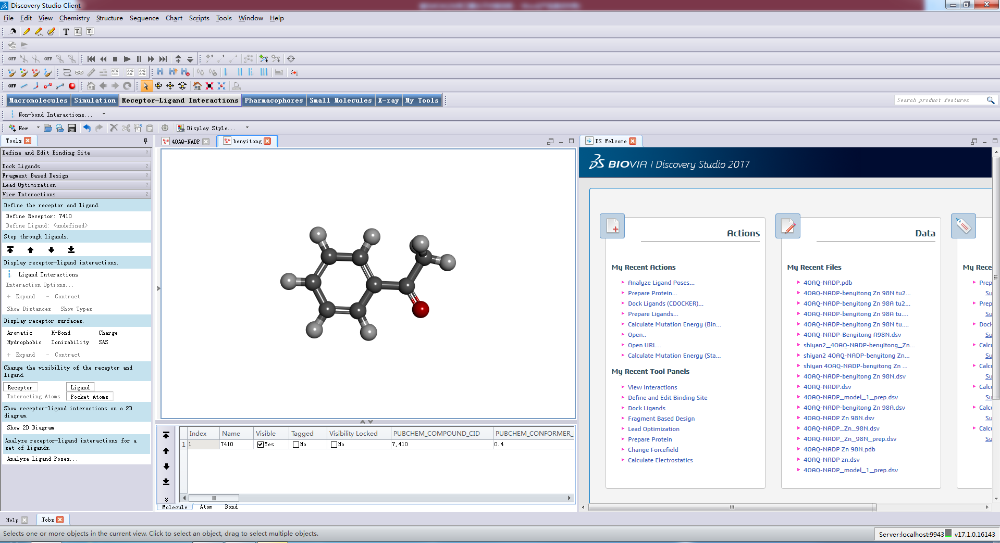 Discovery Studio Client
File Edit View Chemistry Structure Sequence Chart Scripts Tools Window Help
Macromolecules Simulation Receptor-Ligand Interactions Pharmacophores Small Molecules X-ray My Tools
Search product features
Non-bond Interactions...
New Display Style...
Tools
Define and Edit Binding Site
Dock Ligands
Fragment Based Design
Lead Optimization
View Interactions
Define the receptor and ligand.
Define Receptor: 7410
Define Ligand: <undefined>
Step through ligands.
Display receptor-ligand interactions.
Ligand Interactions
Interaction Options...
+ Expand - Contract
Show Distances Show Types
Display receptor surfaces.
Aromatic H-Bond Charge
Hydrophobic Ionizability SAS
+ Expand - Contract
Change the visibility of the receptor and
ligand.
Receptor Ligand
Interacting Atoms Pocket Atoms
Show receptor-ligand interactions on a 2D
diagram.
Show 2D Diagram
Analyze receptor-ligand interactions for a
set of ligands.
Analyze Ligand Poses...
4OAQ-NADP benyitong
Index Name Visible Tagged Visibility Locked PUBCHEM_COMPOUND_CID PUBCHEM_CONFORMER_
1 1 7410 Yes No No 7,410 0.4
Molecule Atom Bond
DS Welcome
BIOVIA | Discovery Studio 2017
Actions
My Recent Actions
Analyze Ligand Poses...
Prepare Protein...
Dock Ligands (CDOCKER)...
Prepare Ligands...
Calculate Mutation Energy (Bin...
Open..
Open URL...
Calculate Mutation Energy (Sta...
My Recent Tool Panels
View Interactions
Define and Edit Binding Site
Dock Ligands
Fragment Based Design
Lead Optimization
Prepare Protein
Change Forcefield
Calculate Electrostatics
Data
My Recent Files
4OAQ-NADP.pdb
4OAQ-NADP-benyitong Zn 98N tu2...
4OAQ-NADP-benyitong Zn 98A tu2...
4OAQ-NADP-benyitong Zn 98A tu....
4OAQ-NADP-benyitong Zn 98N tu....
4OAQ-NADP-Benyitong A98N.dsv
shiyan2_4OAQ-NADP-benyitong_Zn...
shiyan2 4OAQ-NADP-benyitong Zn...
shiyan 4OAQ-NADP-benyitong Zn ...
4OAQ-NADP-benyitong Zn 98N.dsv
4OAQ-NADP.dsv
4OAQ-NADP_model_1_prep.dsv
4OAQ-NADP-benyitong Zn 98A.dsv
4OAQ-NADP Zn 98N.dsv
4OAQ-NADP_Zn_98N.dsv
4OAQ-NADP_Zn_98N_prep.dsv
4OAQ-NADP Zn 98N.pdb
4OAQ-NADP zn.dsv
4OAQ-NADP_model_1_prep.dsv
My Rece
Prep
Su
Prep
Su
Dock
Su
Calcu
Su
Calcu
Su
Calcu
Su
Calcu
Su
Calcu
Su
Help Jobs
Selects one or more objects in the current view. Click to select an object, drag to select multiple objects.
Server:localhost:9943 v17.1.0.16143